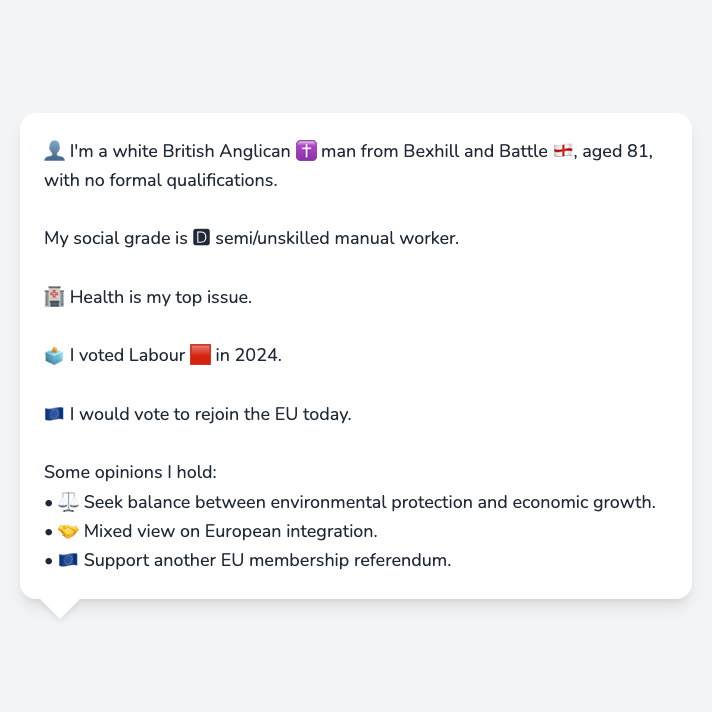 👤 I'm a white British Anglican ✝️ man from Bexhill and Battle 🏴󠁧󠁢󠁥󠁮󠁧󠁿, aged 81,
with no formal qualifications.
My social grade is 🅳 semi/unskilled manual worker.
🏥 Health is my top issue.
🗳️ I voted Labour 🟥 in 2024.
🇪🇺 I would vote to rejoin the EU today.
Some opinions I hold:
• ⚖️ Seek balance between environmental protection and economic growth.
• 🤝 Mixed view on European integration.
• 🇪🇺 Support another EU membership referendum.